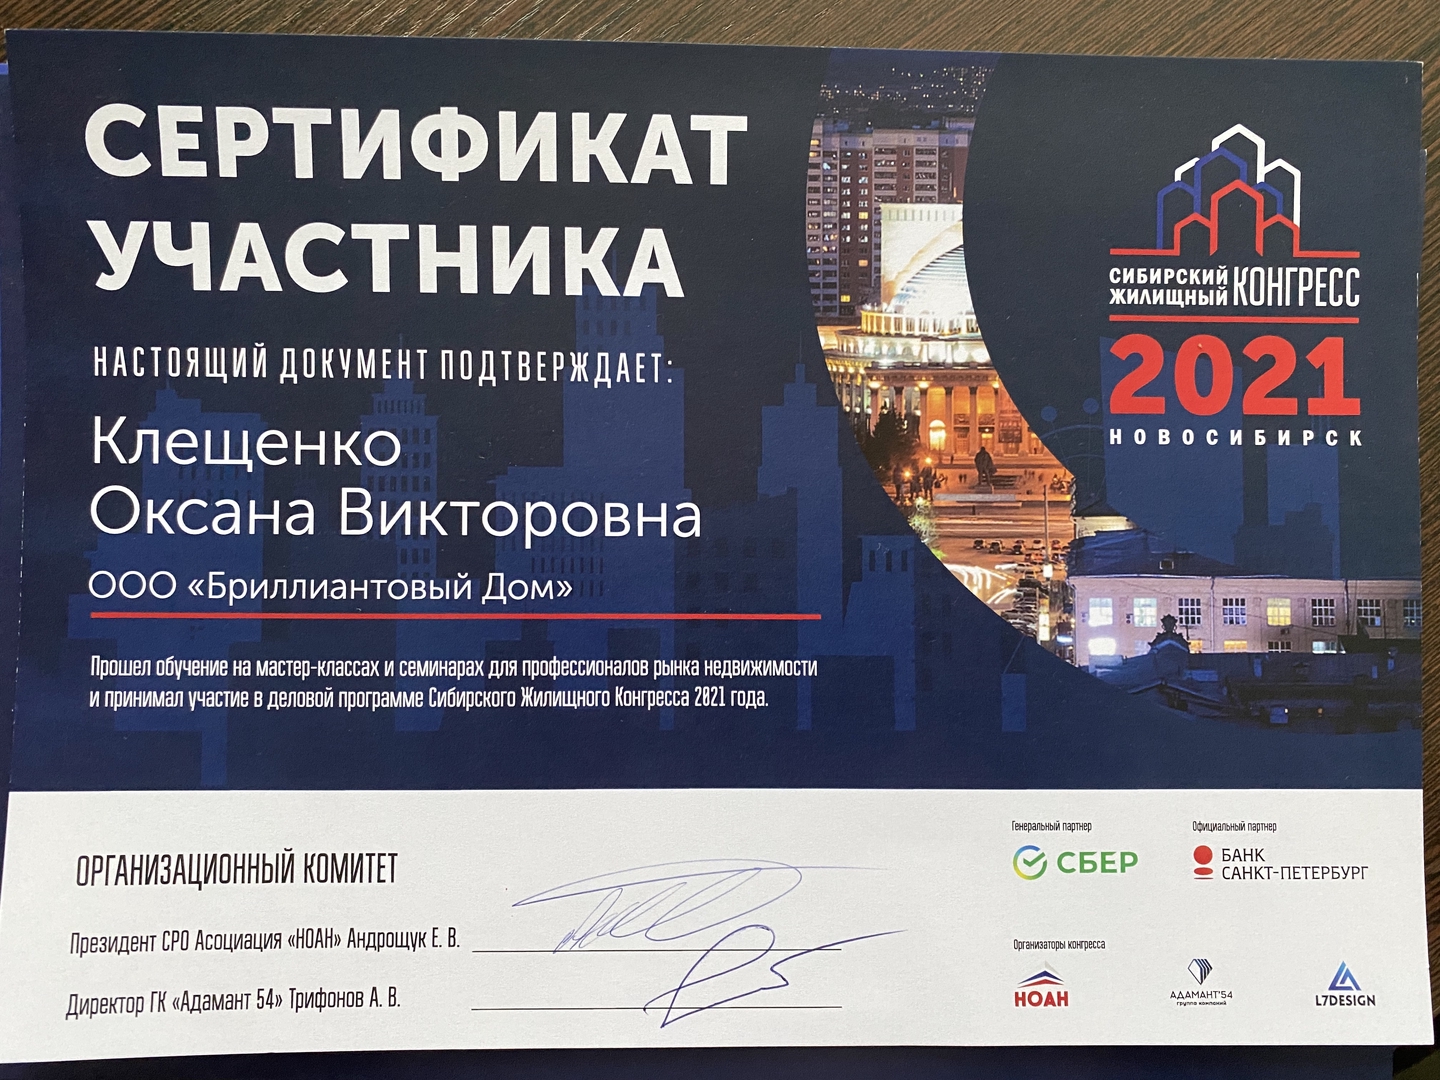 СЕРТИФИКАТ
УЧАСТНИКА
НАСТОЯЩИЙ ДОКУМЕНТ ПОДТВЕРЖДАЕТ:
Клещенко
Оксана Викторовна
ООО «Бриллиантовый Дом»
Прошел обучение на мастер-классах и семинарах для профессионалов рынка недвижимости
и принимал участие в деловой программе Сибирского Жилищного Конгресса 2021 года.
СИБИРСКИЙ
ЖИЛИЩНЫЙ КОНГРЕСС
2021
НОВОСИБИРСК
ОРГАНИЗАЦИОННЫЙ КОМИТЕТ
Президент СРО Асоциация «НОАН» Андрощук Е. В.
Директор ГК «Адамант 54» Трифонов А. В.
Генеральный партнер
СБЕР
Официальный партнер
БАНК
САНКТ-ПЕТЕРБУРГ
Организаторы конгресса
НОАН
АДАМАНТ'54
группа компаний
L7DESIGN